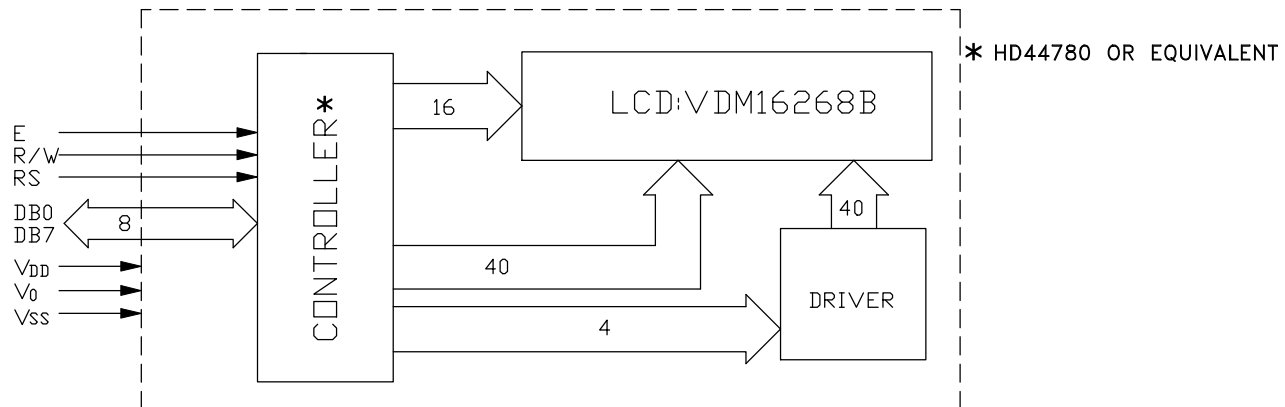 * HD44780 OR EQUIVALENT
LCD:VDM16268B
CONTROLLER*
16
E
R/W
RS
DB0
DB7
8
40
VDD
V0
VSS
40
4
DRIVER